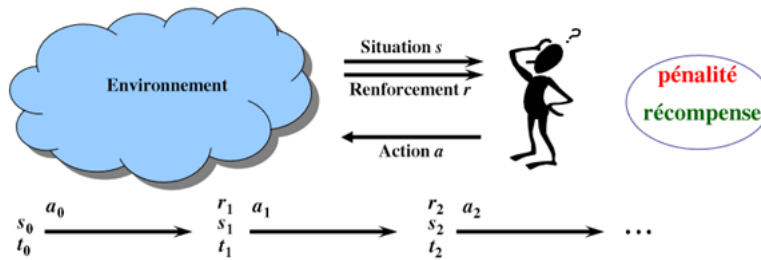 Situation s
Environnement
Renforcement r
Action a
?
pénalité
récompense
a0 r1 a1 r2 a2
s0 s1 s2 ...
t0 t1 t2